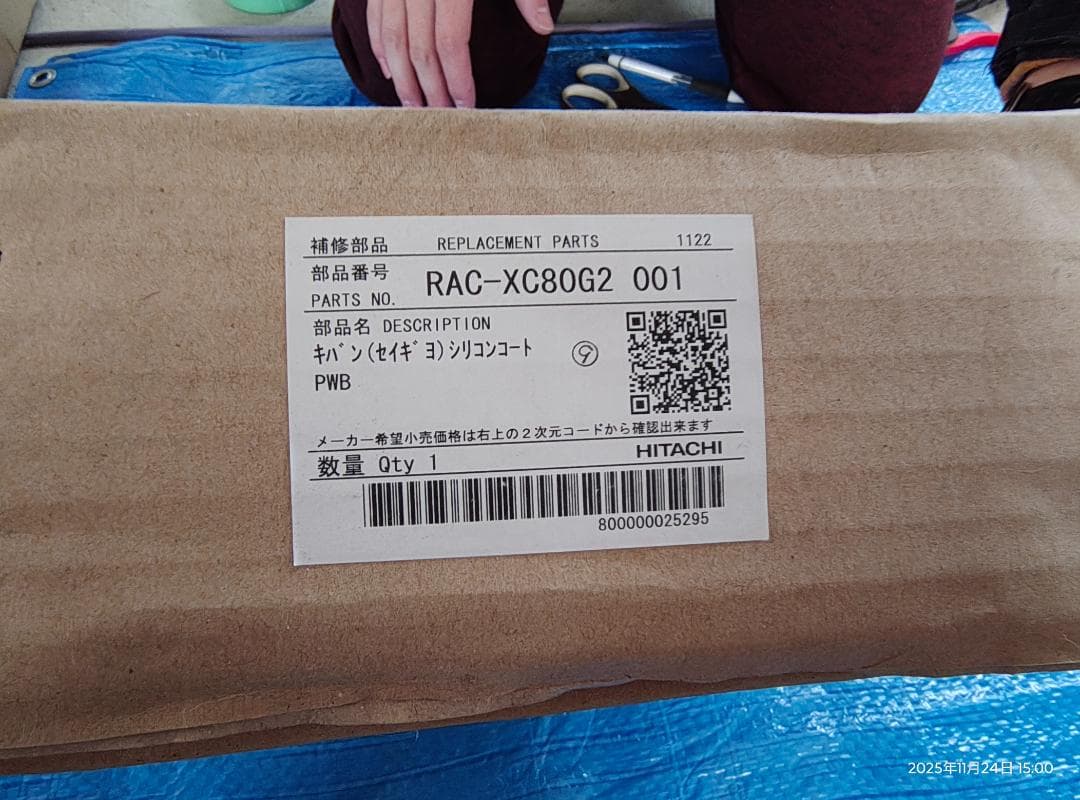 補修部品 REPLACEMENT PARTS 1122
部品番号
PARTS NO. RAC-XC80G2 001
部品名 DESCRIPTION
キバン(セイギヨ)シリコンコート ⑨
PWB
メーカー希望小売価格は右上の2次元コードから確認出来ます
数量 Qty 1 HITACHI
800000025295
2025年11月24日 15:00